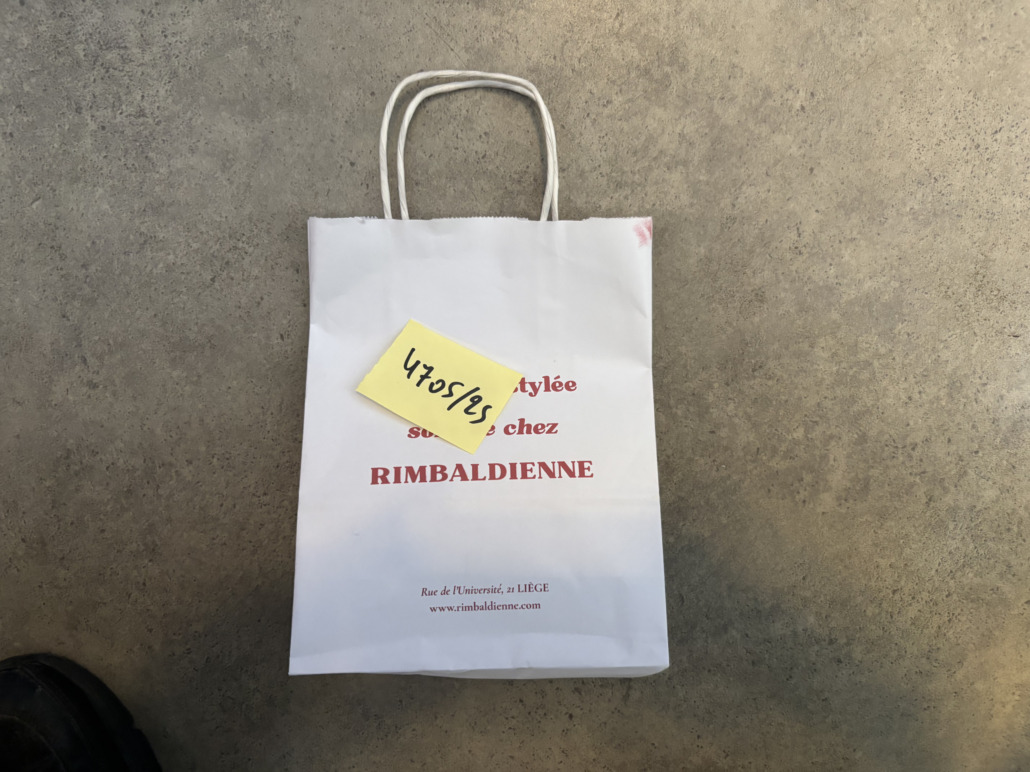 4705/25
stylée
chez
RIMBALDIENNE
Rue de l'Université, 21 LIÈGE
www.rimbaldienne.com